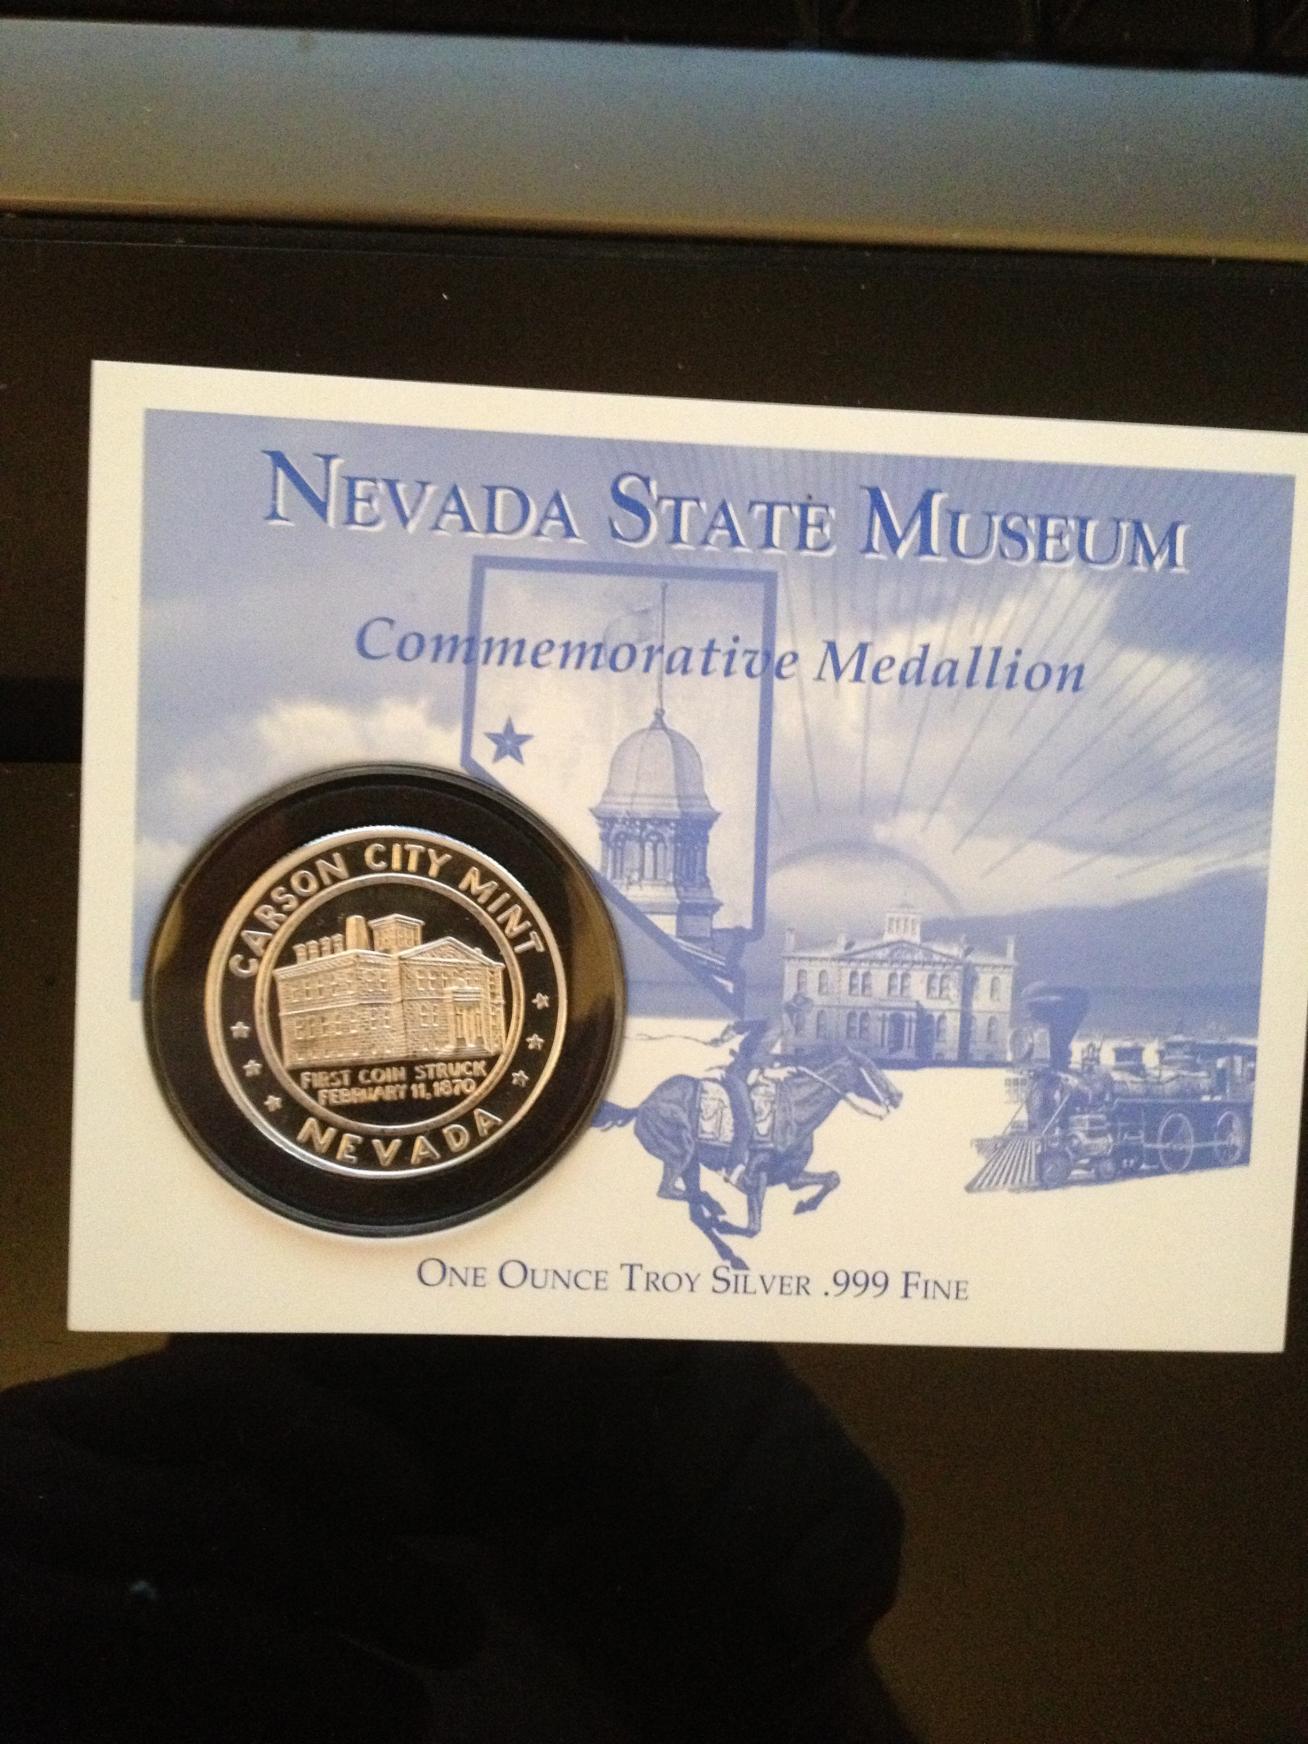 NEVADA STATE MUSEUM
Commemorative Medallion
CARSON CITY MINT
FIRST COIN STRUCK
FEBRUARY 11, 1870
NEVADA
ONE OUNCE TROY SILVER .999 FINE